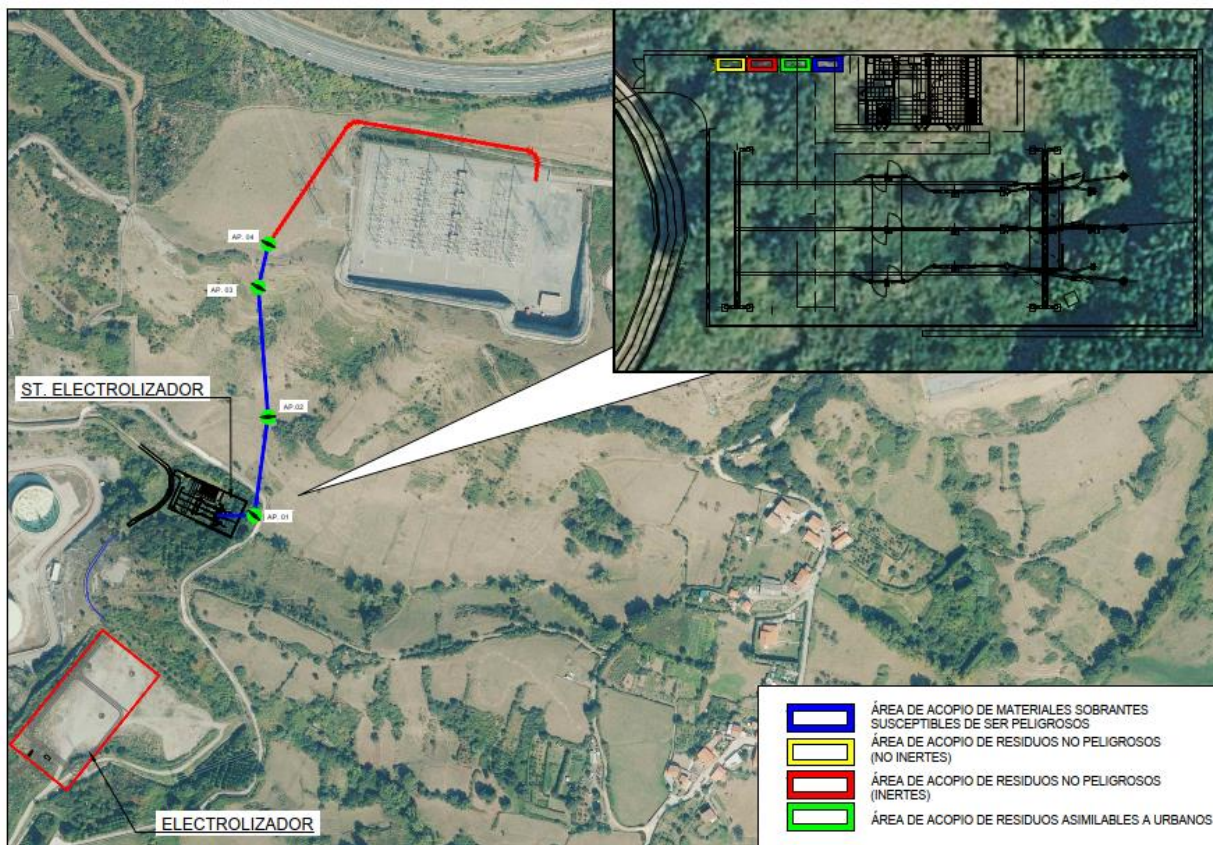 AP. 04
AP. 03
ST. ELECTROLIZADOR
AP.02
AP. 01
ELECTROLIZADOR
ÁREA DE ACOPIO DE MATERIALES SOBRANTES
SUSCEPTIBLES DE SER PELIGROSOS
ÁREA DE ACOPIO DE RESIDUOS NO PELIGROSOS
(NO INERTES)
ÁREA DE ACOPIO DE RESIDUOS NO PELIGROSOS
(INERTES)
ÁREA DE ACOPIO DE RESIDUOS ASIMILABLES A URBANOS